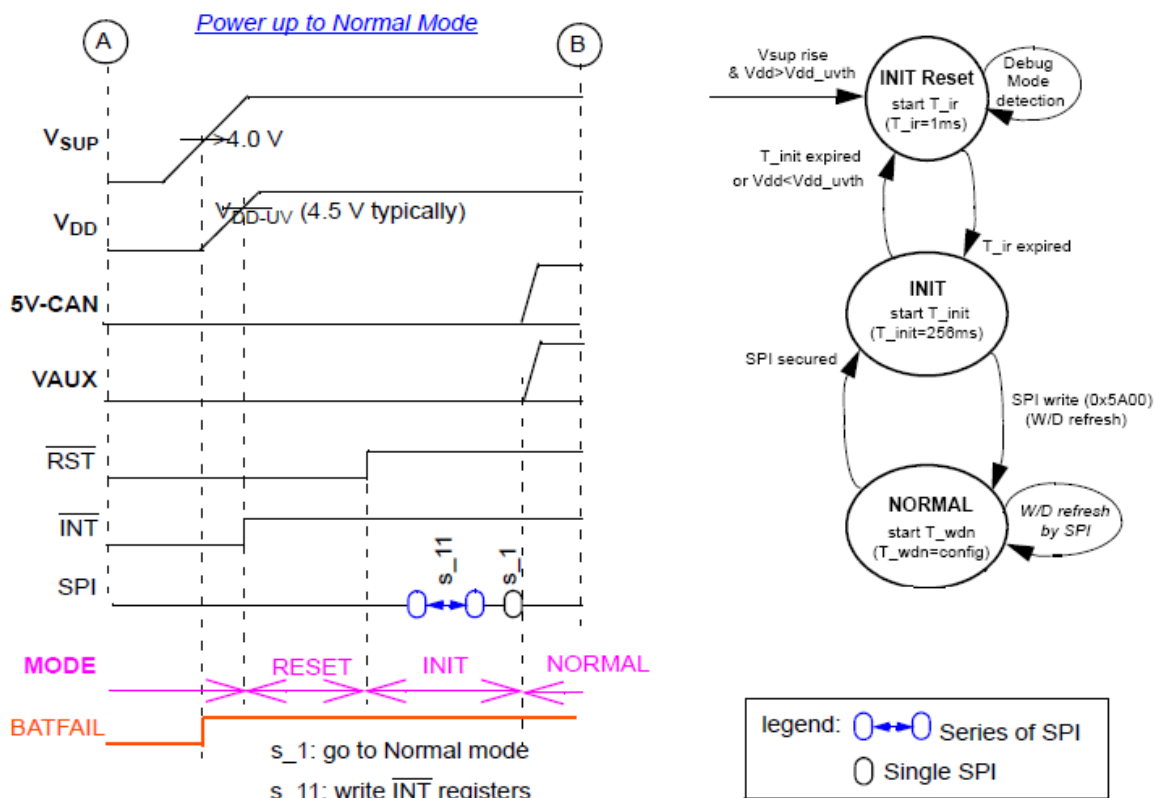 Power up to Normal Mode
A
B
VSUP
>4.0 V
VDD
VDD-UV (4.5 V typically)
5V-CAN
VAUX
RST
INT
SPI
s_11
s_1
MODE
RESET
INIT
NORMAL
BATFAIL
s_1: go to Normal mode
s_11: write INT registers
Vsup rise
& Vdd>Vdd_uvth
INIT Reset
start T_ir
(T_ir=1ms)
Debug
Mode
detection
T_init expired
or Vdd<Vdd_uvth
T_ir expired
INIT
start T_init
(T_init=256ms)
SPI secured
SPI write (0x5A00)
(W/D refresh)
NORMAL
start T_wdn
(T_wdn=config)
W/D refresh
by SPI
legend:
Series of SPI
Single SPI